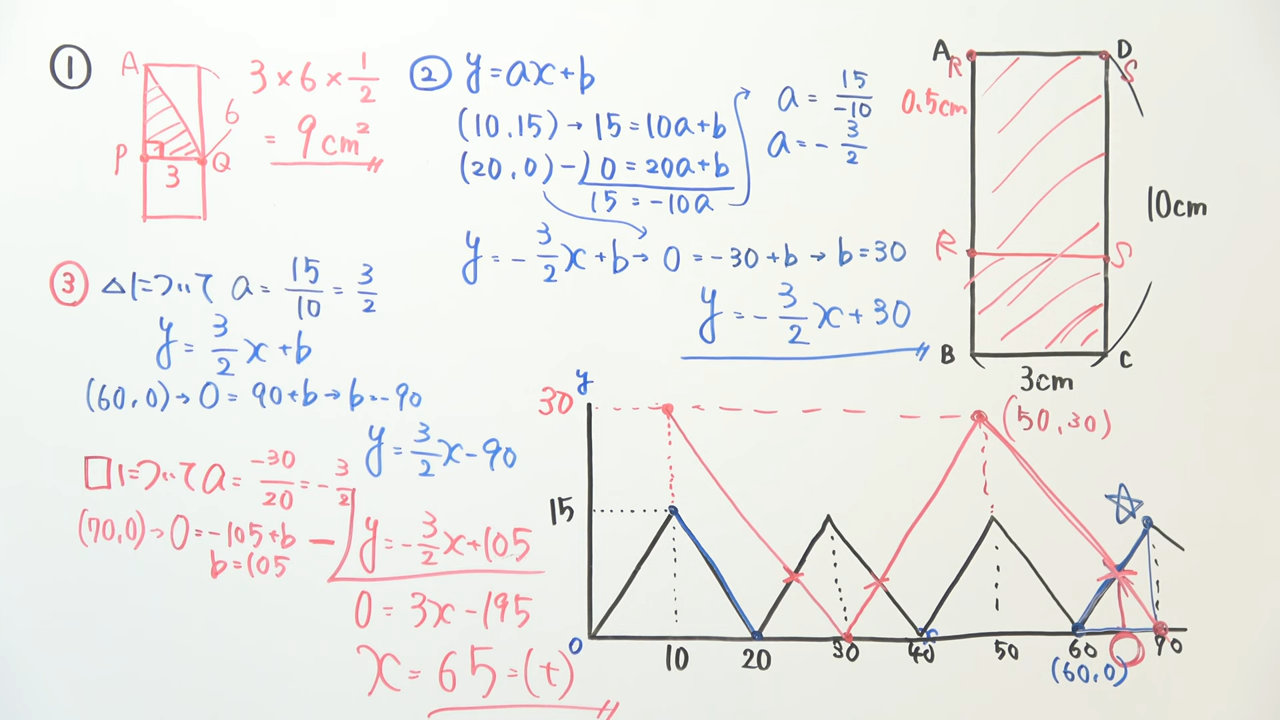 ①
A
P
Q
6
3
3×6×1/2
= 9cm²
② y=ax+b
(10,15)→15=10a+b
(20,0)-)0=20a+b
15=-10a
a=15/-10
a=-3/2
y=-3/2x+b→0=-30+b→b=30
y=-3/2x+30
③ △について a=15/10=3/2
y=3/2x+b
(60,0)→0=90+b→b=-90
y=3/2x-90
□について a=-30/20=-3/2
(70,0)→0=-105+b
b=105
-)y=-3/2x+105
0=3x-195
x=65=(t)
A
R
D
S
0.5cm
10cm
R
S
B
C
3cm
y
30
(50,30)
15
☆
0
10
20
30
40
50
60
90
(60,0)